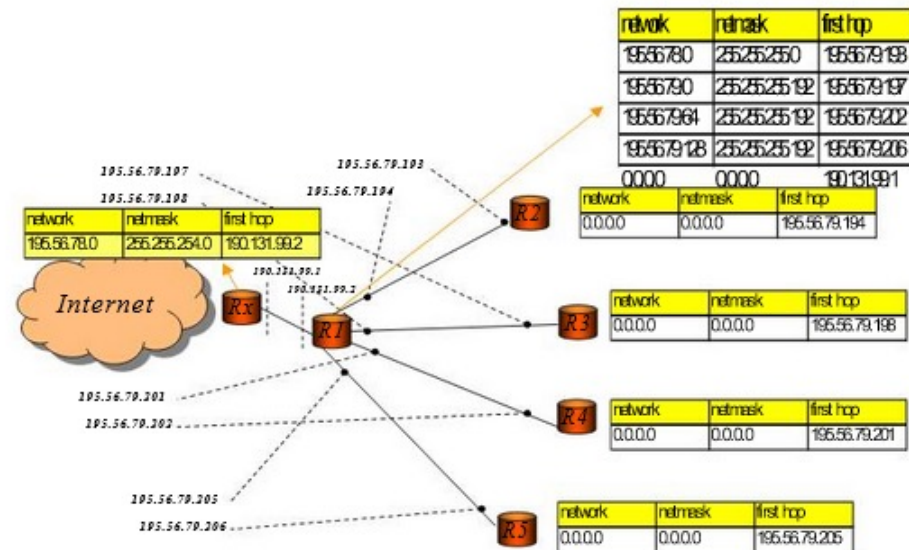 network netmask first hop
195.56.78.0 255.255.255.0 195.56.79.193
195.56.79.0 255.255.255.192 195.56.79.197
195.56.79.64 255.255.255.192 195.56.79.202
195.56.79.128 255.255.255.192 195.56.79.206
0.0.0.0 0.0.0.0 190.131.99.1
195.56.79.197
195.56.79.198
195.56.79.193
195.56.79.194
R2
network netmask first hop
0.0.0.0 0.0.0.0 195.56.79.194
network netmask first hop
195.56.78.0 255.255.254.0 190.131.99.2
190.131.99.1
190.131.99.2
Internet
Rx
R1
R3
network netmask first hop
0.0.0.0 0.0.0.0 195.56.79.198
195.56.79.201
195.56.79.202
R4
network netmask first hop
0.0.0.0 0.0.0.0 195.56.79.201
195.56.79.205
195.56.79.206
R5
network netmask first hop
0.0.0.0 0.0.0.0 195.56.79.205